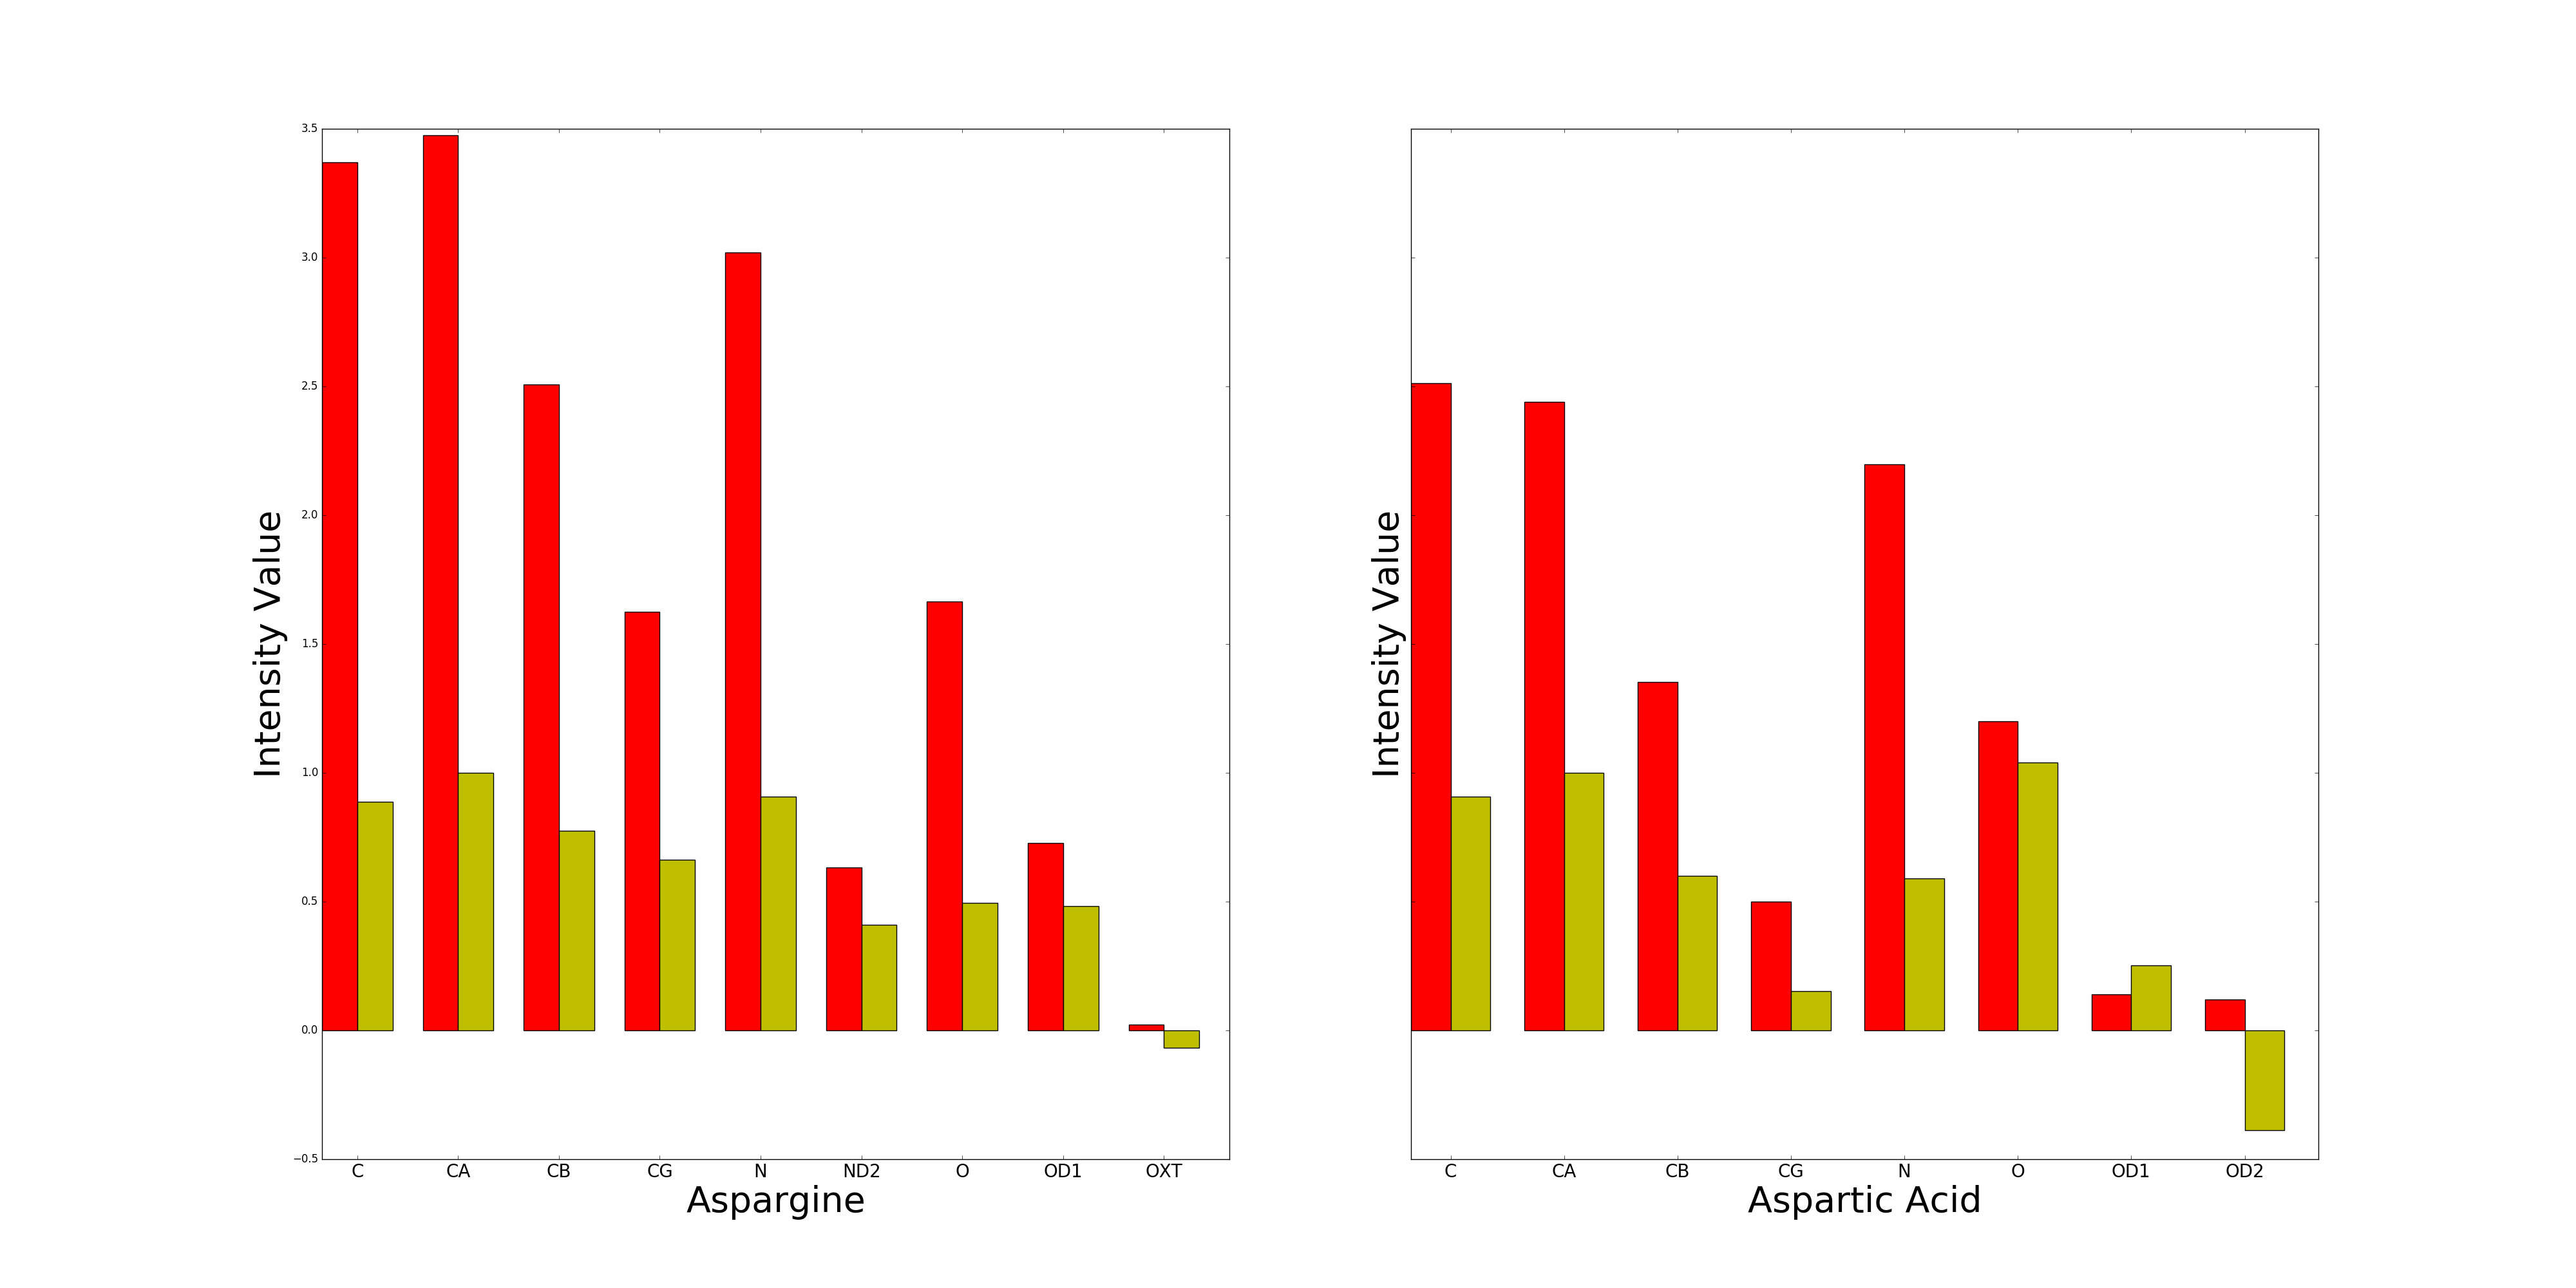 3.5
3.0
2.5
2.0
1.5
1.0
0.5
0.0
−0.5
Intensity Value
C CA CB CG N ND2 O OD1 OXT
Aspargine
Intensity Value
C CA CB CG N O OD1 OD2
Aspartic Acid